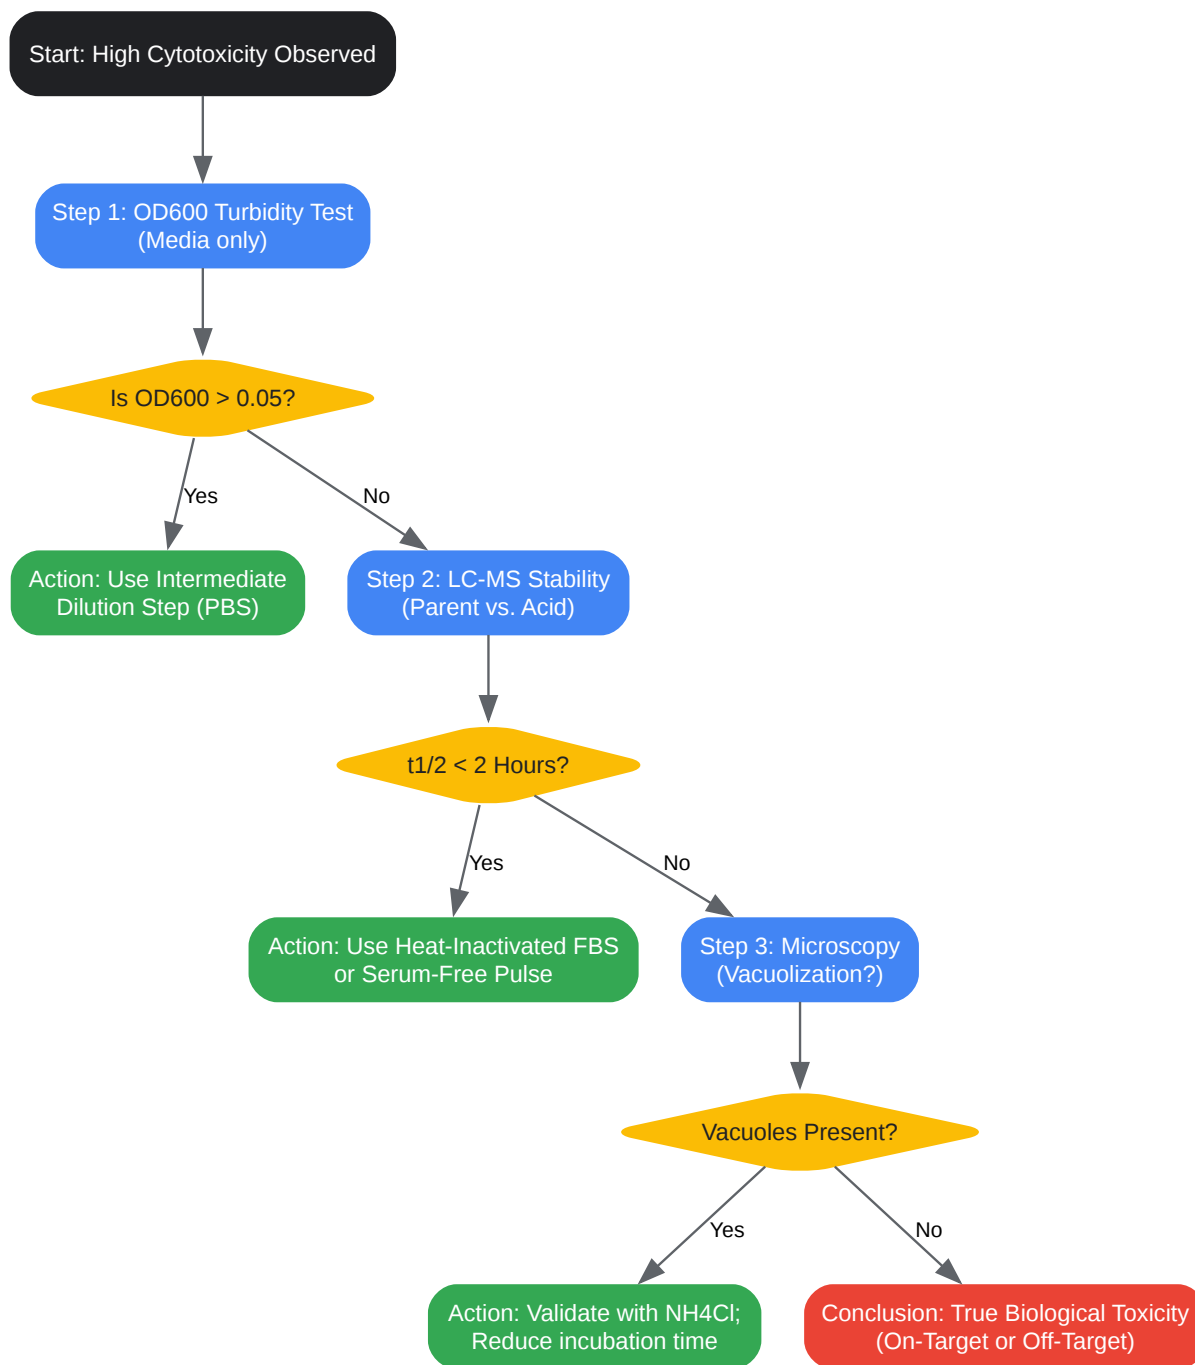 Start: High Cytotoxicity Observed
Step 1: OD600 Turbidity Test
(Media only)
Is OD600 > 0.05?
Yes
No
Action: Use Intermediate
Dilution Step (PBS)
Step 2: LC-MS Stability
(Parent vs. Acid)
t1/2 < 2 Hours?
Yes
No
Action: Use Heat-Inactivated FBS
or Serum-Free Pulse
Step 3: Microscopy
(Vacuolization?)
Vacuoles Present?
Yes
No
Action: Validate with NH4Cl;
Reduce incubation time
Conclusion: True Biological Toxicity
(On-Target or Off-Target)